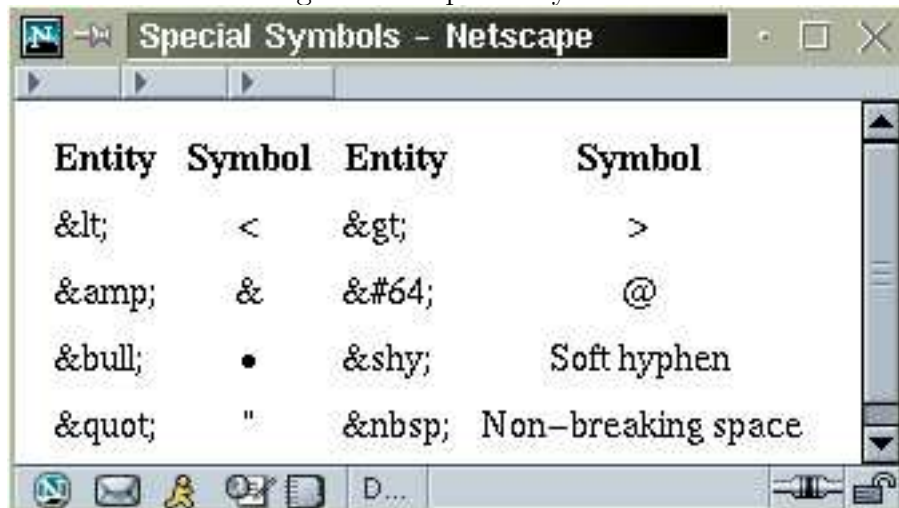 Special Symbols - Netscape
Entity Symbol Entity Symbol
&lt; < &gt; >
&amp; & &#64; @
&bull; • &shy; Soft hyphen
&quot; " &nbsp; Non-breaking space
D...